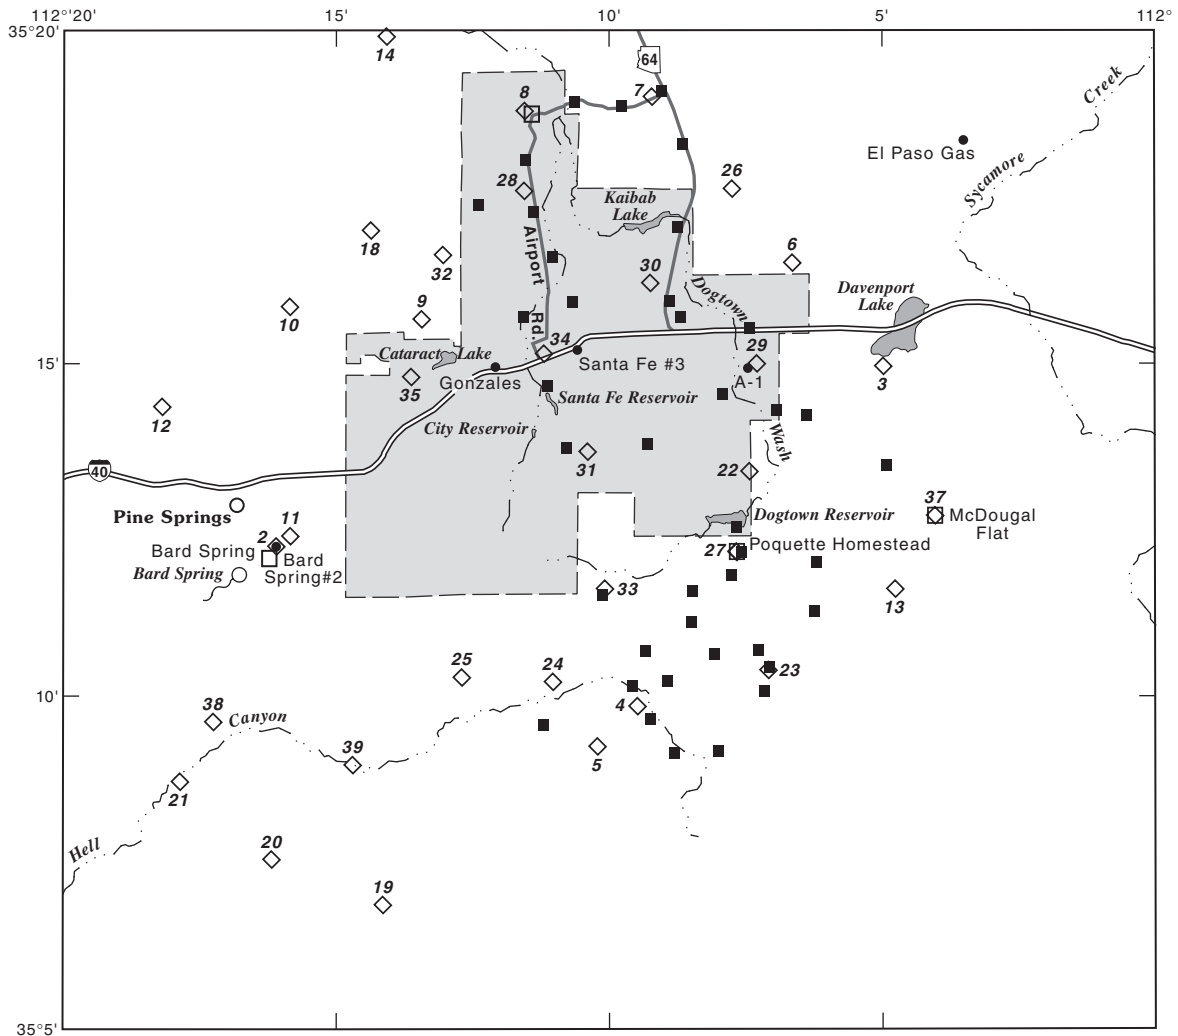 112°20' 15' 10' 5' 112°
35°20'
14
64
Creek
8
7
El Paso Gas
26
Sycamore
28
Kaibab
Lake
18
Airport
6
32
30
Dogtown
Davenport
Lake
10
9
Rd.
34
29
15'
Cataract Lake
Santa Fe #3
Gonzales
A-1
3
35
Santa Fe Reservoir
12
City Reservoir
Wash
31
22
40
37
Pine Springs
Dogtown Reservoir
McDougal
Flat
11
2
Bard Spring
27
Poquette Homestead
Bard
Spring#2
Bard Spring
33
13
25
24
23
10'
38
Canyon
4
39
5
21
Hell
20
19
35°5'